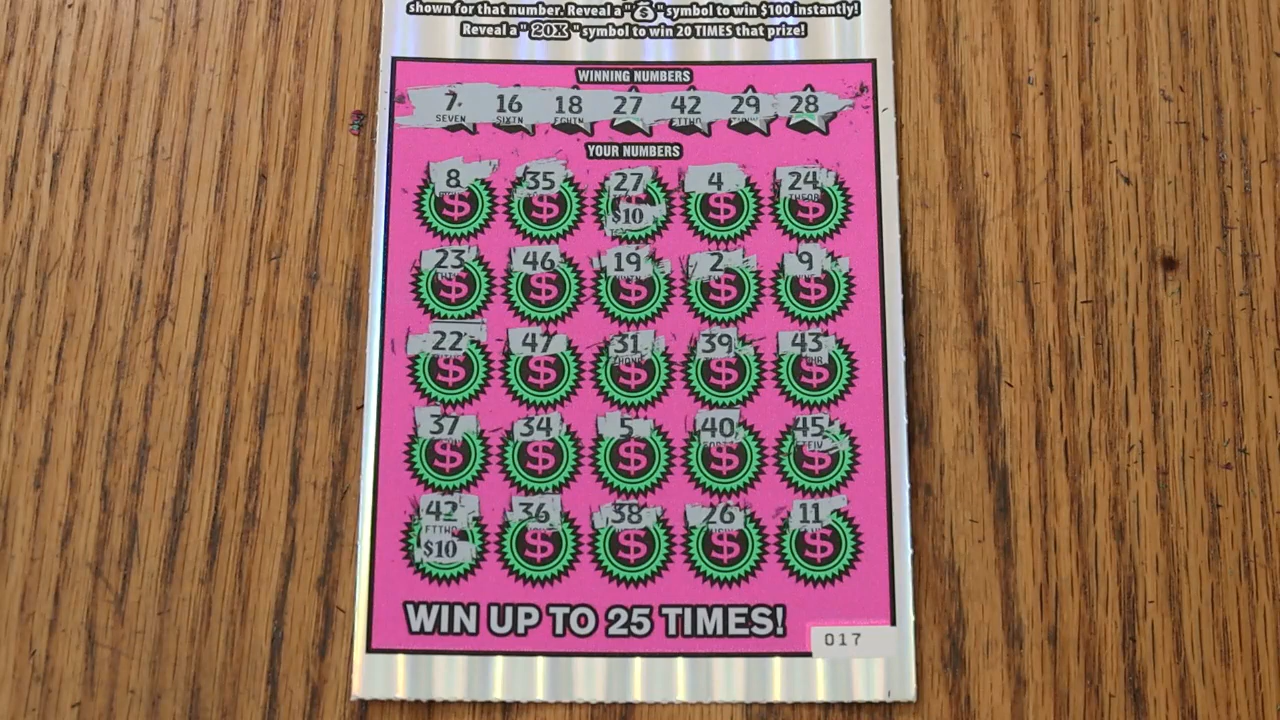 shown for that number. Reveal a " $ " symbol to win $100 instantly!
Reveal a " 20X " symbol to win 20 TIMES that prize!
WINNING NUMBERS
7 16 18 27 42 29 28
SEVEN SIXTN EGHTN FTTHO
YOUR NUMBERS
8 35 27 4 24
$ $ $10 $ $
23 46 19 2 9
$ $ $ $ $
22 47 31 39 43
$ $ $ $ $
37 34 5 40 45
$ $ $ $ $
42 36 38 26 11
$10 $ $ $ $
WIN UP TO 25 TIMES!
017